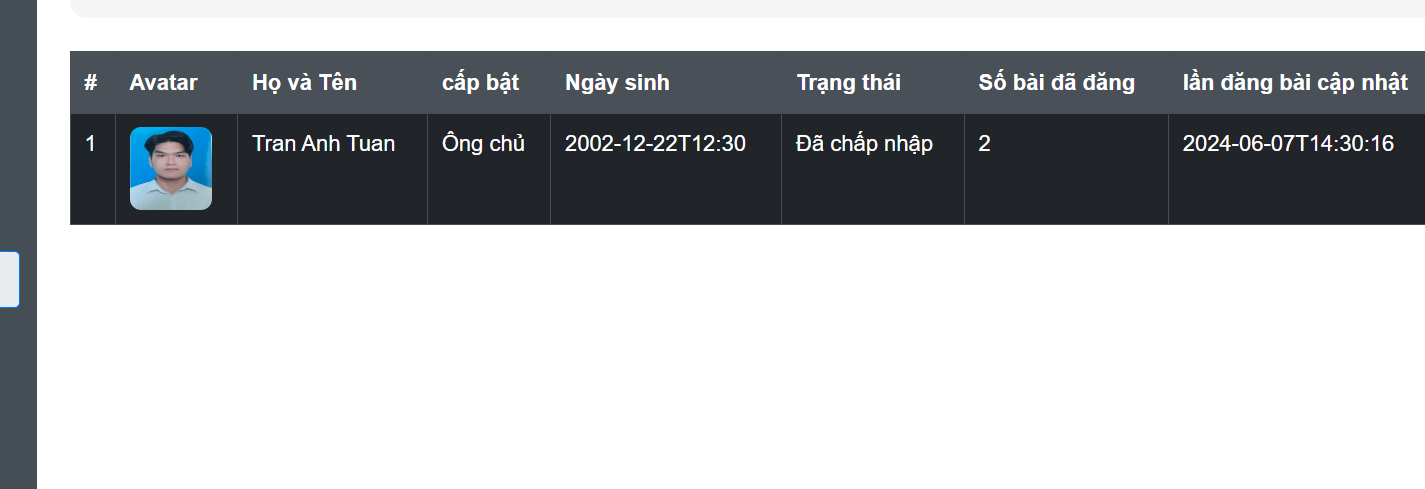 # Avatar Họ và Tên cấp bật Ngày sinh Trạng thái Số bài đã đăng lần đăng bài cập nhật
1 Tran Anh Tuan Ông chủ 2002-12-22T12:30 Đã chấp nhập 2 2024-06-07T14:30:16